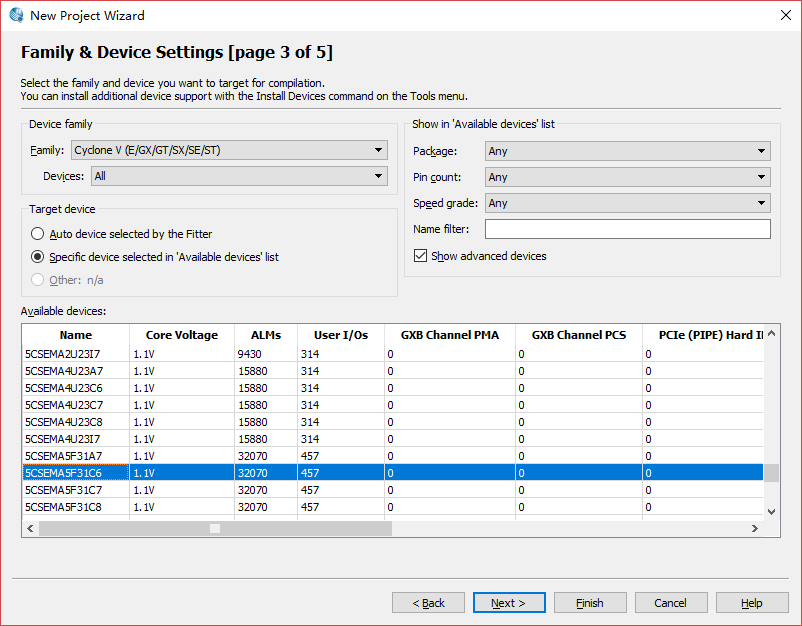 New Project Wizard
Family & Device Settings [page 3 of 5]
Select the family and device you want to target for compilation.
You can install additional device support with the Install Devices command on the Tools menu.
Device family
Family: Cyclone V (E/GX/GT/SX/SE/ST)
Devices: All
Target device
Auto device selected by the Fitter
Specific device selected in 'Available devices' list
Other: n/a
Show in 'Available devices' list
Package: Any
Pin count: Any
Speed grade: Any
Name filter:
Show advanced devices
Available devices:
Name Core Voltage ALMs User I/Os GXB Channel PMA GXB Channel PCS PCIe (PIPE) Hard II
5CSEMA2U23I7 1.1V 9430 314 0 0 0
5CSEMA4U23A7 1.1V 15880 314 0 0 0
5CSEMA4U23C6 1.1V 15880 314 0 0 0
5CSEMA4U23C7 1.1V 15880 314 0 0 0
5CSEMA4U23C8 1.1V 15880 314 0 0 0
5CSEMA4U23I7 1.1V 15880 314 0 0 0
5CSEMA5F31A7 1.1V 32070 457 0 0 0
5CSEMA5F31C6 1.1V 32070 457 0 0 0
5CSEMA5F31C7 1.1V 32070 457 0 0 0
5CSEMA5F31C8 1.1V 32070 457 0 0 0
< Back Next > Finish Cancel Help